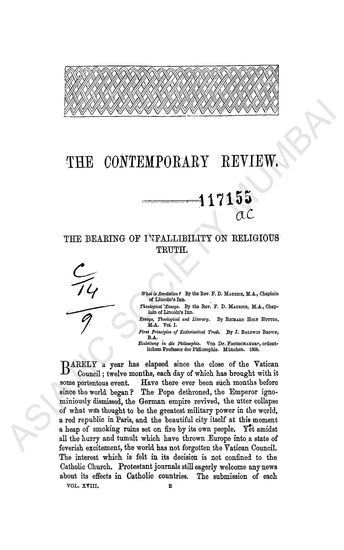 THE CONTEMPORARY REVIEW.
117155
ac
THE BEARING OF INFALLIBILITY ON RELIGIOUS
TRUTH.
C/14/9
What is Revelation? By the Rev. F. D. MAURICE, M.A., Chaplain
of Lincoln's Inn.
Theological Essays. By the Rev. F. D. MAURICE, M.A., Chap-
lain of Lincoln's Inn.
Essays, Theological and Literary. By RICHARD HOLT HUTTON,
M.A. Vol. I.
First Principles of Ecclesiastical Truth. By J. BALDWIN BROWN,
B.A.
Einleitung in die Philosophie. Von Dr. FROHSCHAMMER, ordent-
lichem Professor der Philosophie. München. 1858.
BARELY a year has elapsed since the close of the Vatican
Council; twelve months, each day of which has brought with it
some portentous event. Have there ever been such months before
since the world began? The Pope dethroned, the Emperor igno-
miniously dismissed, the German empire revived, the utter collapse
of what was thought to be the greatest military power in the world,
a red republic in Paris, and the beautiful city itself at this moment
a heap of smoking ruins set on fire by its own people. Yet amidst
all the hurry and tumult which have thrown Europe into a state of
feverish excitement, the world has not forgotten the Vatican Council.
The interest which is felt in its decision is not confined to the
Catholic Church. Protestant journals still eagerly welcome any news
about its effects in Catholic countries. The submission of each
VOL. XVIII. B
ASIATIC SOCIETY MUMBAI